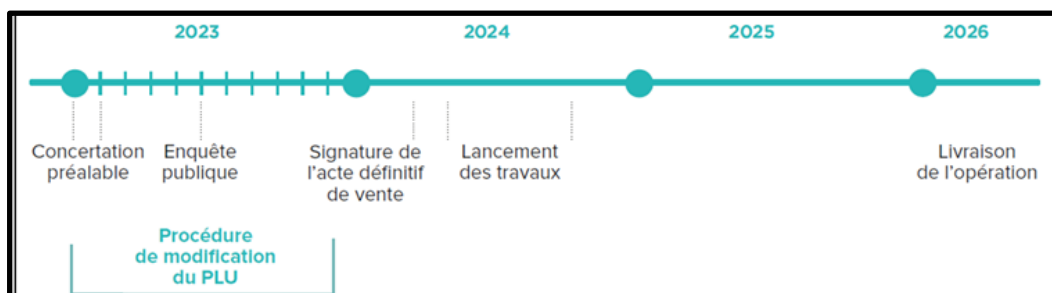 2023 2024 2025 2026
Concertation
préalable
Enquête
publique
Signature de
l'acte définitif
de vente
Lancement
des travaux
Livraison
de l'opération
Procédure
de modification
du PLU